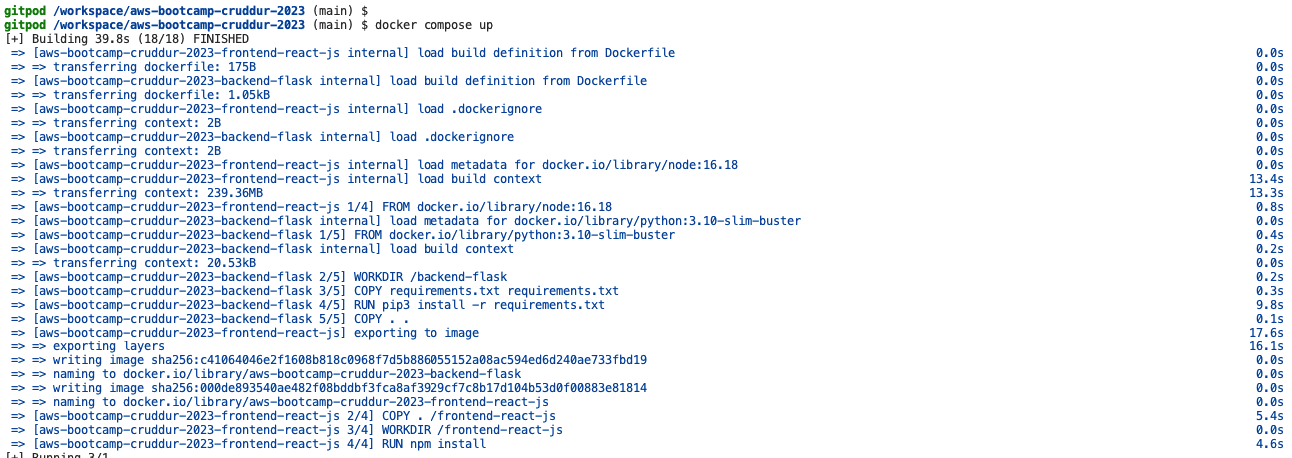 gitpod /workspace/aws-bootcamp-cruddur-2023 (main) $
gitpod /workspace/aws-bootcamp-cruddur-2023 (main) $ docker compose up
[+] Building 39.8s (18/18) FINISHED
=> [aws-bootcamp-cruddur-2023-frontend-react-js internal] load build definition from Dockerfile 0.0s
=> => transferring dockerfile: 175B 0.0s
=> [aws-bootcamp-cruddur-2023-backend-flask internal] load build definition from Dockerfile 0.0s
=> => transferring dockerfile: 1.05kB 0.0s
=> [aws-bootcamp-cruddur-2023-frontend-react-js internal] load .dockerignore 0.0s
=> => transferring context: 2B 0.0s
=> [aws-bootcamp-cruddur-2023-backend-flask internal] load .dockerignore 0.0s
=> => transferring context: 2B 0.0s
=> [aws-bootcamp-cruddur-2023-frontend-react-js internal] load metadata for docker.io/library/node:16.18 0.0s
=> [aws-bootcamp-cruddur-2023-frontend-react-js internal] load build context 13.4s
=> => transferring context: 239.36MB 13.3s
=> [aws-bootcamp-cruddur-2023-frontend-react-js 1/4] FROM docker.io/library/node:16.18 0.8s
=> [aws-bootcamp-cruddur-2023-backend-flask internal] load metadata for docker.io/library/python:3.10-slim-buster 0.0s
=> [aws-bootcamp-cruddur-2023-backend-flask 1/5] FROM docker.io/library/python:3.10-slim-buster 0.4s
=> [aws-bootcamp-cruddur-2023-backend-flask internal] load build context 0.2s
=> => transferring context: 20.53kB 0.0s
=> [aws-bootcamp-cruddur-2023-backend-flask 2/5] WORKDIR /backend-flask 0.2s
=> [aws-bootcamp-cruddur-2023-backend-flask 3/5] COPY requirements.txt requirements.txt 0.3s
=> [aws-bootcamp-cruddur-2023-backend-flask 4/5] RUN pip3 install -r requirements.txt 9.8s
=> [aws-bootcamp-cruddur-2023-backend-flask 5/5] COPY . . 0.1s
=> [aws-bootcamp-cruddur-2023-frontend-react-js] exporting to image 17.6s
=> => exporting layers 16.1s
=> => writing image sha256:c41064046e2f1608b818c0968f7d5b886055152a08ac594ed6d240ae733fbd19 0.0s
=> => naming to docker.io/library/aws-bootcamp-cruddur-2023-backend-flask 0.0s
=> => writing image sha256:000de893540ae482f08bddbf3fca8af3929cf7c8b17d104b53d0f00883e81814 0.0s
=> => naming to docker.io/library/aws-bootcamp-cruddur-2023-frontend-react-js 0.0s
=> [aws-bootcamp-cruddur-2023-frontend-react-js 2/4] COPY . /frontend-react-js 5.4s
=> [aws-bootcamp-cruddur-2023-frontend-react-js 3/4] WORKDIR /frontend-react-js 0.0s
=> [aws-bootcamp-cruddur-2023-frontend-react-js 4/4] RUN npm install 4.6s
[+] Running 3/1